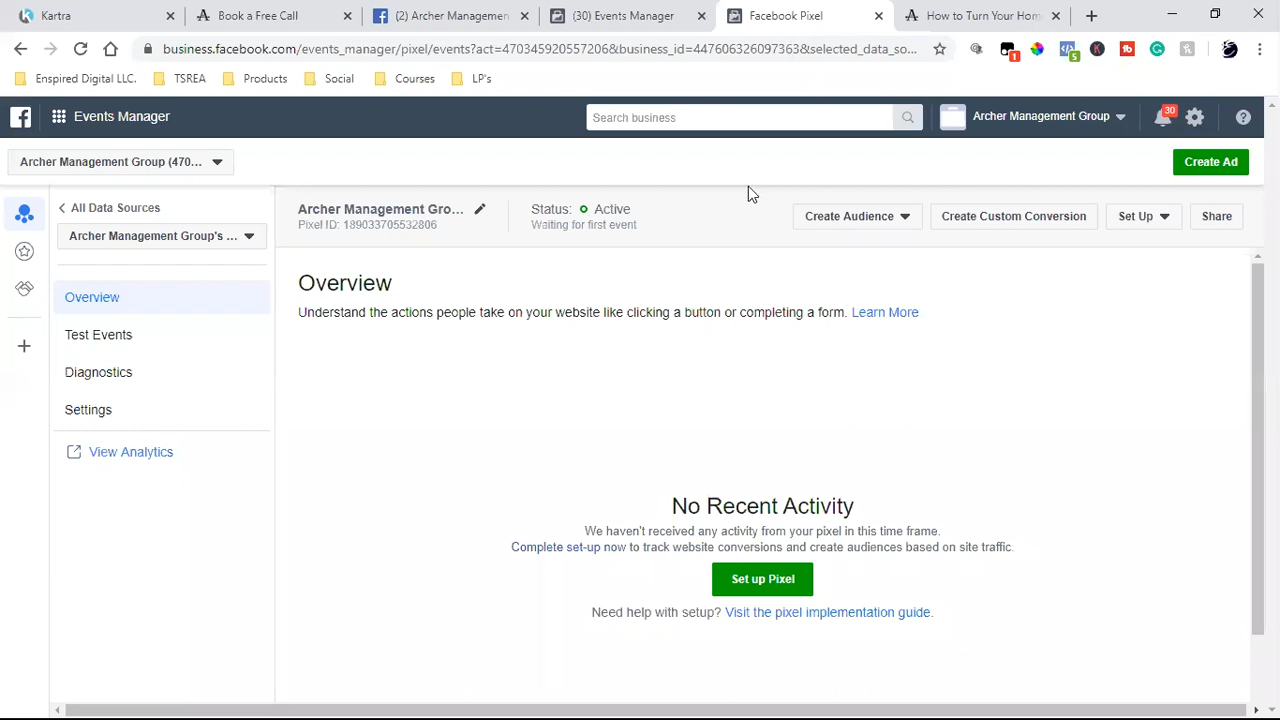 Kartra
Book a Free Call
(2) Archer Managemen
(30) Events Manager
Facebook Pixel
How to Turn Your Hom
business.facebook.com/events_manager/pixel/events?act=470345920557206&business_id=447606326097363&selected_data_so...
1
5
Enspired Digital LLC.
TSREA
Products
Social
Courses
LP's
Events Manager
Search business
Archer Management Group
30
Archer Management Group (470...
Create Ad
All Data Sources
Archer Management Group's ...
Archer Management Gro...
Pixel ID: 189033705532806
Status: Active
Waiting for first event
Create Audience
Create Custom Conversion
Set Up
Share
Overview
Test Events
Diagnostics
Settings
View Analytics
Overview
Understand the actions people take on your website like clicking a button or completing a form. Learn More
No Recent Activity
We haven't received any activity from your pixel in this time frame.
Complete set-up now to track website conversions and create audiences based on site traffic.
Set up Pixel
Need help with setup? Visit the pixel implementation guide.